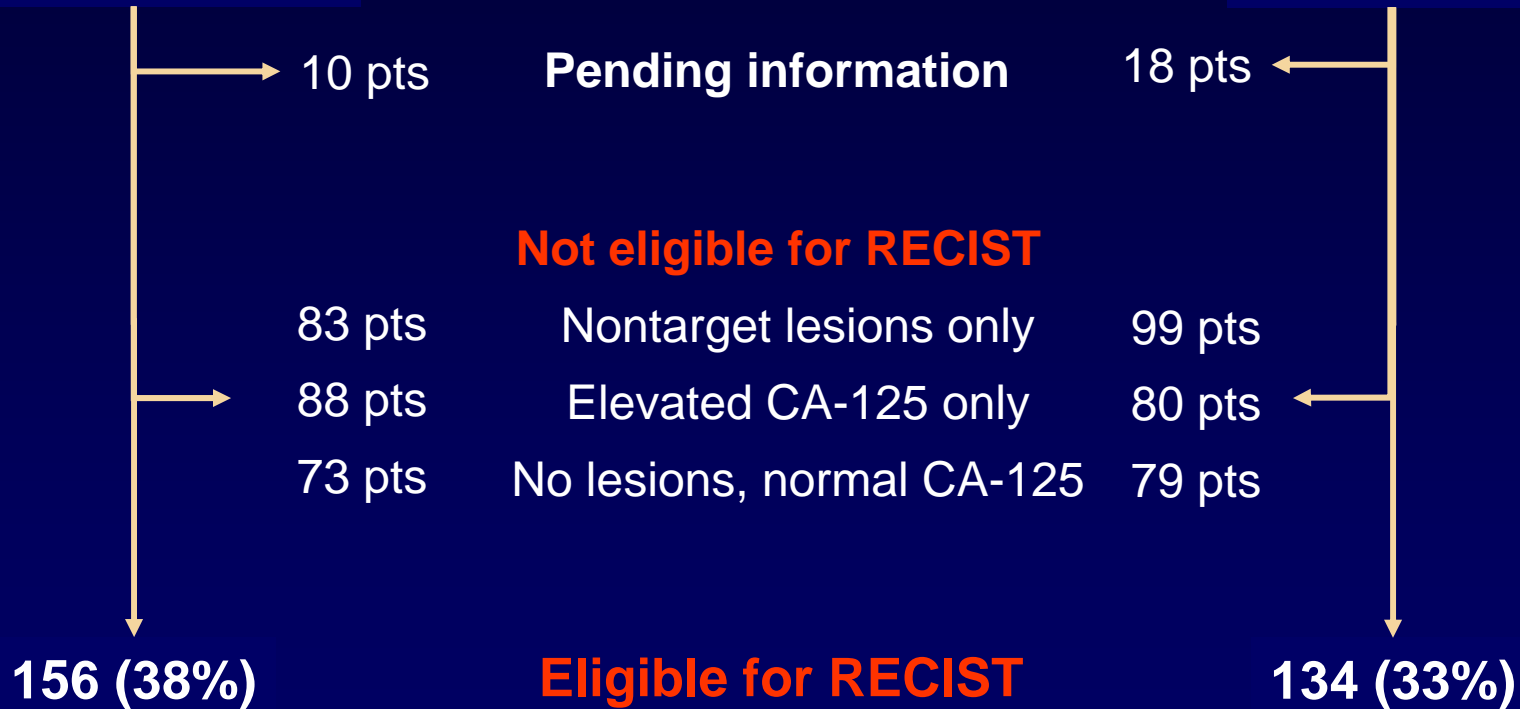 10 pts Pending information 18 pts
Not eligible for RECIST
83 pts Nontarget lesions only 99 pts
88 pts Elevated CA-125 only 80 pts
73 pts No lesions, normal CA-125 79 pts
156 (38%) Eligible for RECIST 134 (33%)